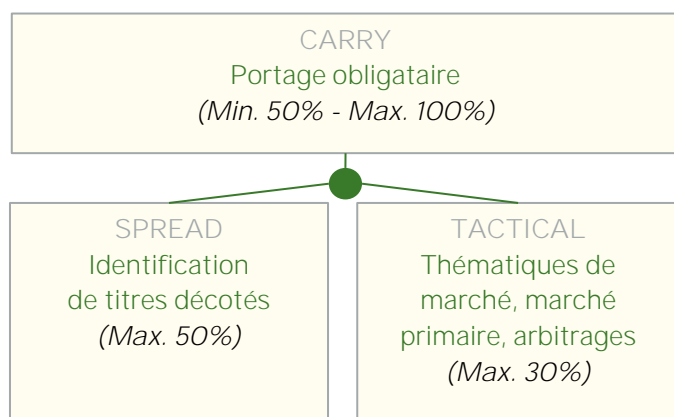 CARRY
Portage obligataire
(Min. 50% - Max. 100%)
SPREAD
Identification
de titres décotés
(Max. 50%)
TACTICAL
Thématiques de
marché, marché
primaire, arbitrages
(Max. 30%)